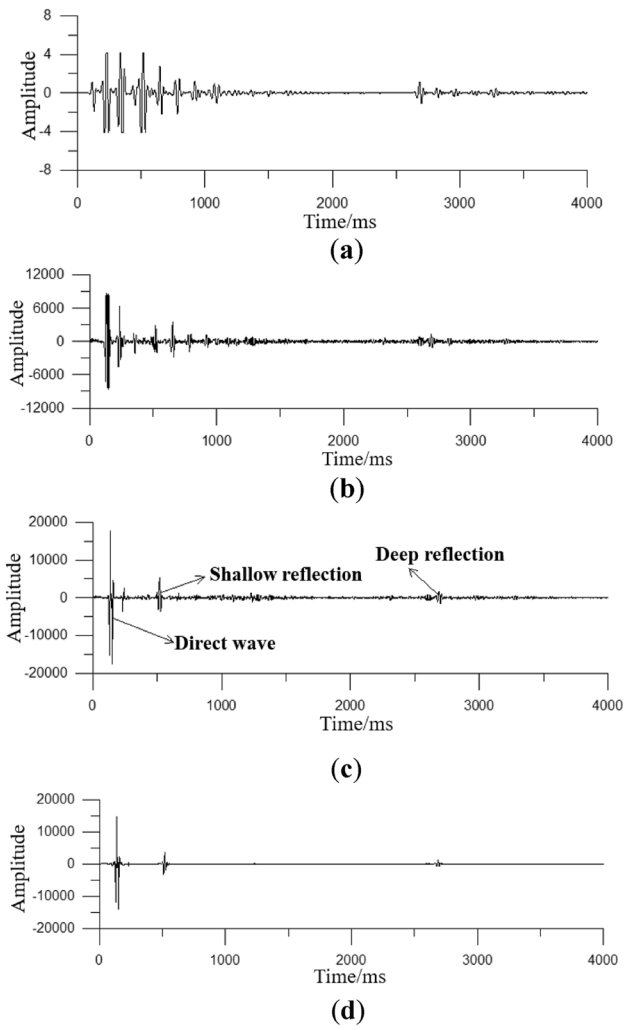 8
4
0
-4
-8
Amplitude
0 1000 2000 3000 4000
Time/ms
(a)
12000
6000
0
-6000
-12000
Amplitude
0 1000 2000 3000 4000
Time/ms
(b)
20000
10000
0
-10000
-20000
Amplitude
Deep reflection
Shallow reflection
Direct wave
0 1000 2000 3000 4000
Time/ms
(c)
20000
10000
0
-10000
-20000
Amplitude
0 1000 2000 3000 4000
Time/ms
(d)